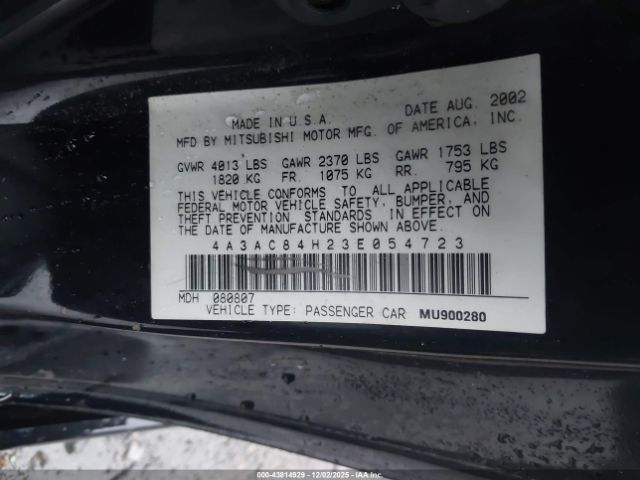 MADE IN U.S.A. DATE AUG. 2002
MFD BY MITSUBISHI MOTOR MFG. OF AMERICA, INC.
GVWR 4013 LBS GAWR 2370 LBS GAWR 1753 LBS
1820 KG FR. 1075 KG RR. 795 KG
THIS VEHICLE CONFORMS TO ALL APPLICABLE
FEDERAL MOTOR VEHICLE SAFETY, BUMPER, AND
THEFT PREVENTION STANDARDS IN EFFECT ON
THE DATE OF MANUFACTURE SHOWN ABOVE.
4A3AC84H23E054723
MDH 080807
VEHICLE TYPE: PASSENGER CAR MU900280
000-43814929 - 12/02/2025 - IAA Inc.